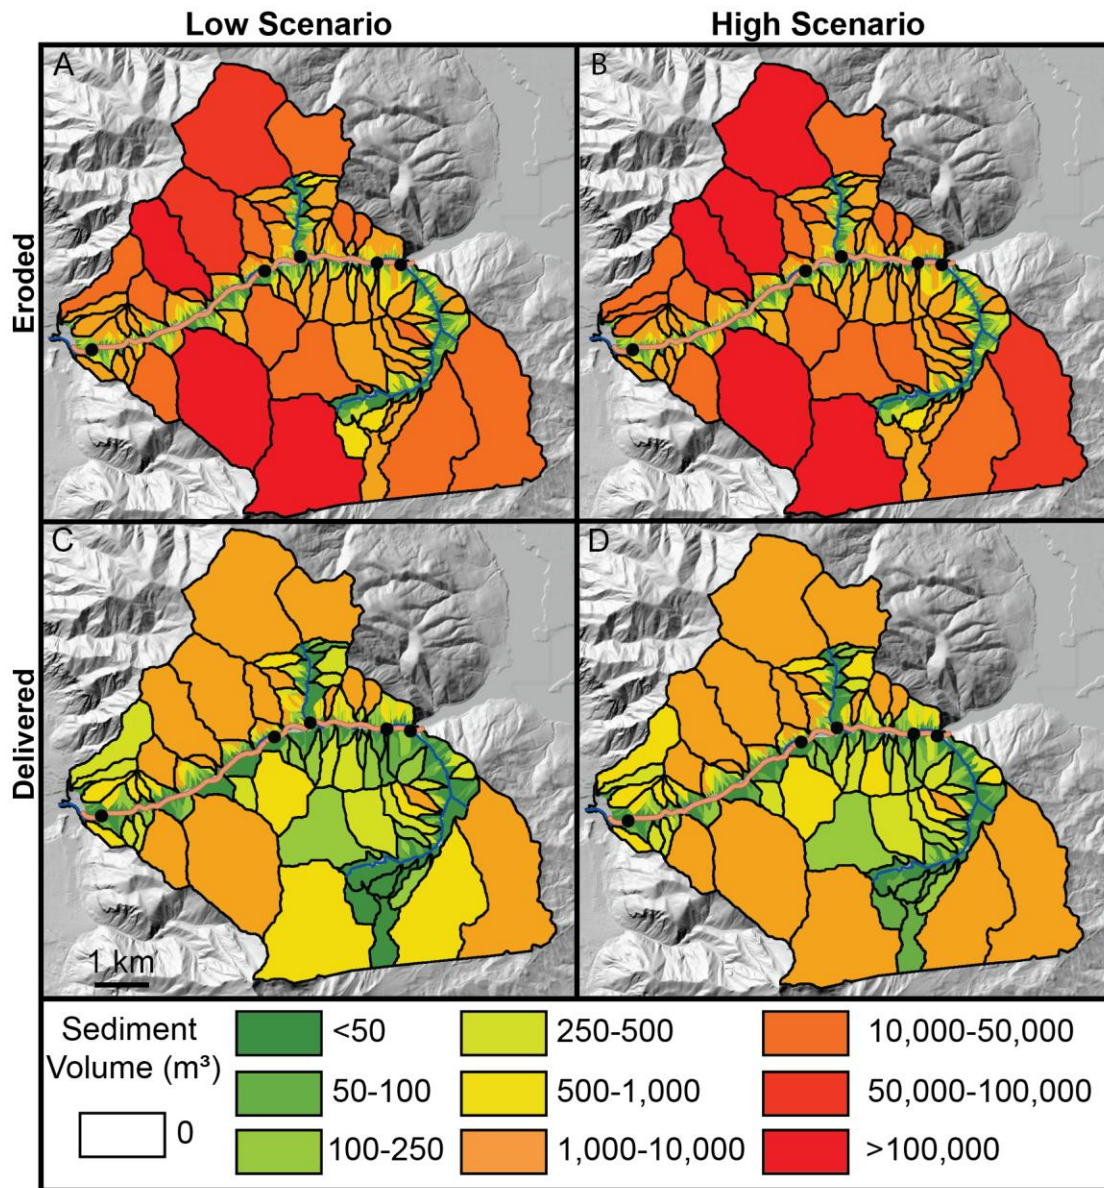 Low Scenario
High Scenario
Eroded
A
B
Delivered
C
D
1 km
Sediment
Volume (m³)
0
<50
50-100
100-250
250-500
500-1,000
1,000-10,000
10,000-50,000
50,000-100,000
>100,000